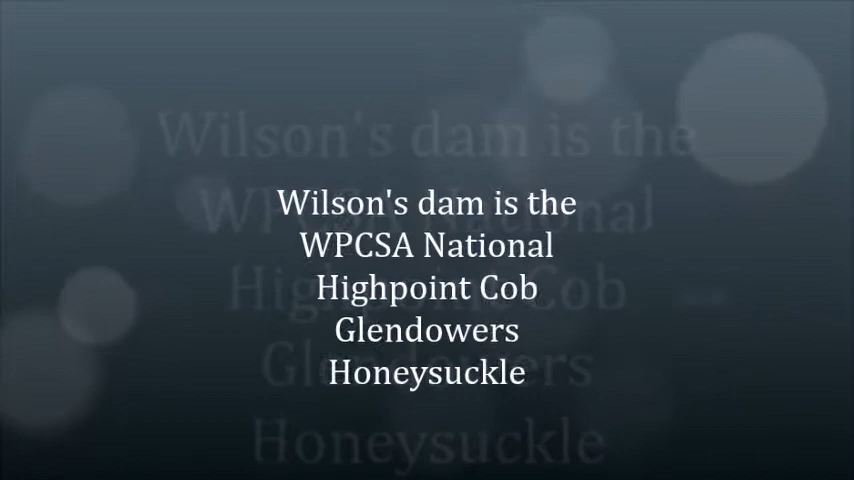 Wilson's dam is the
WPCSA National
Highpoint Cob
Glendowers
Honeysuckle